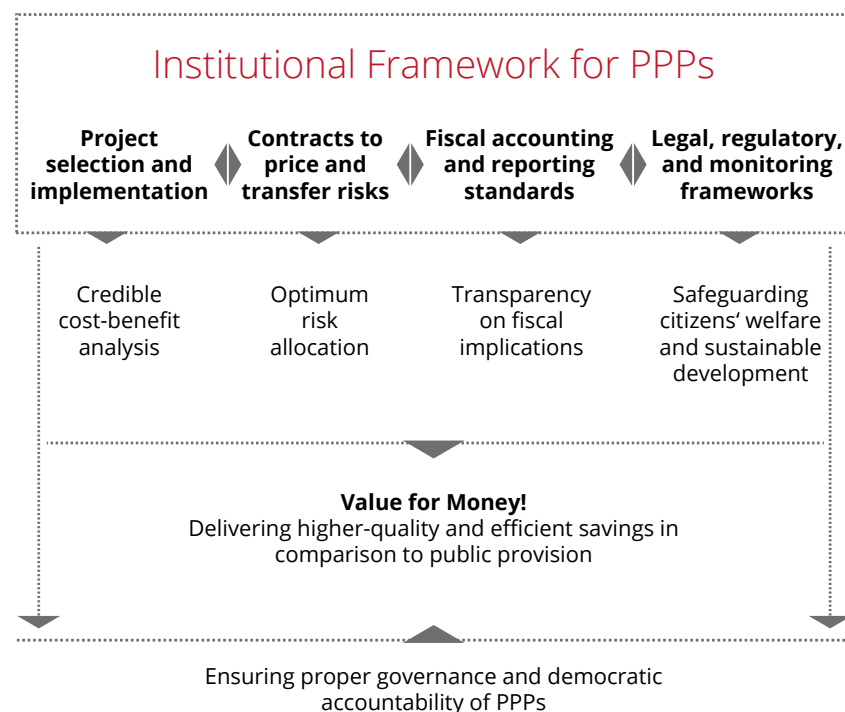 Institutional Framework for PPPs
Project
selection and
implementation
Contracts to
price and
transfer risks
Fiscal accounting
and reporting
standards
Legal, regulatory,
and monitoring
frameworks
Credible
cost-benefit
analysis
Optimum
risk
allocation
Transparency
on fiscal
implications
Safeguarding
citizens‘ welfare
and sustainable
development
Value for Money!
Delivering higher-quality and efficient savings in
comparison to public provision
Ensuring proper governance and democratic
accountability of PPPs